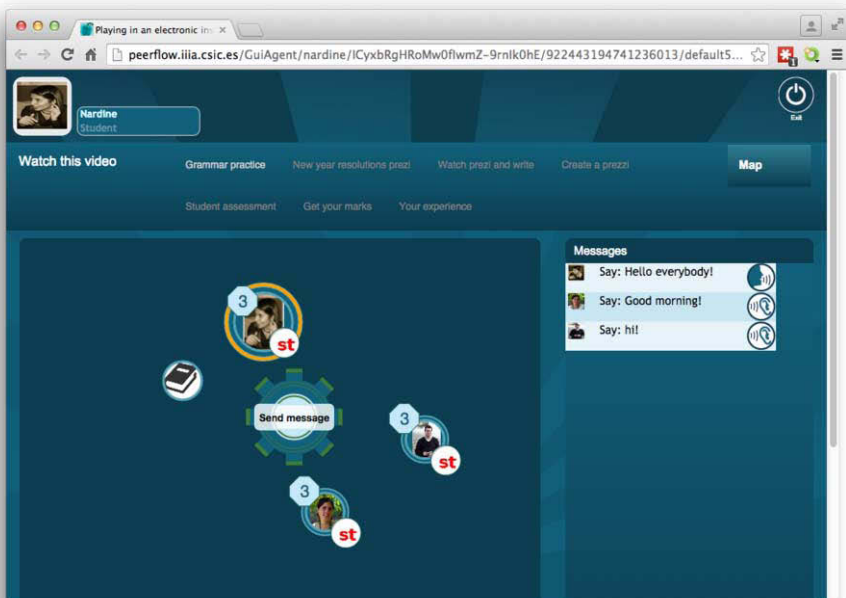 Playing in an electronic ins
peerflow.iiia.csic.es/GuiAgent/nardine/ICyxbRgHRoMw0flwmZ-9rnlk0hE/922443194741236013/default5...
1
Nardine
Student
Exit
Watch this video
Grammar practice
New year resolutions prezi
Watch prezi and write
Create a prezzi
Map
Student assessment
Get your marks
Your experience
Messages
Say: Hello everybody!
Say: Good morning!
Say: hi!
3
st
Send message
3
st
3
st